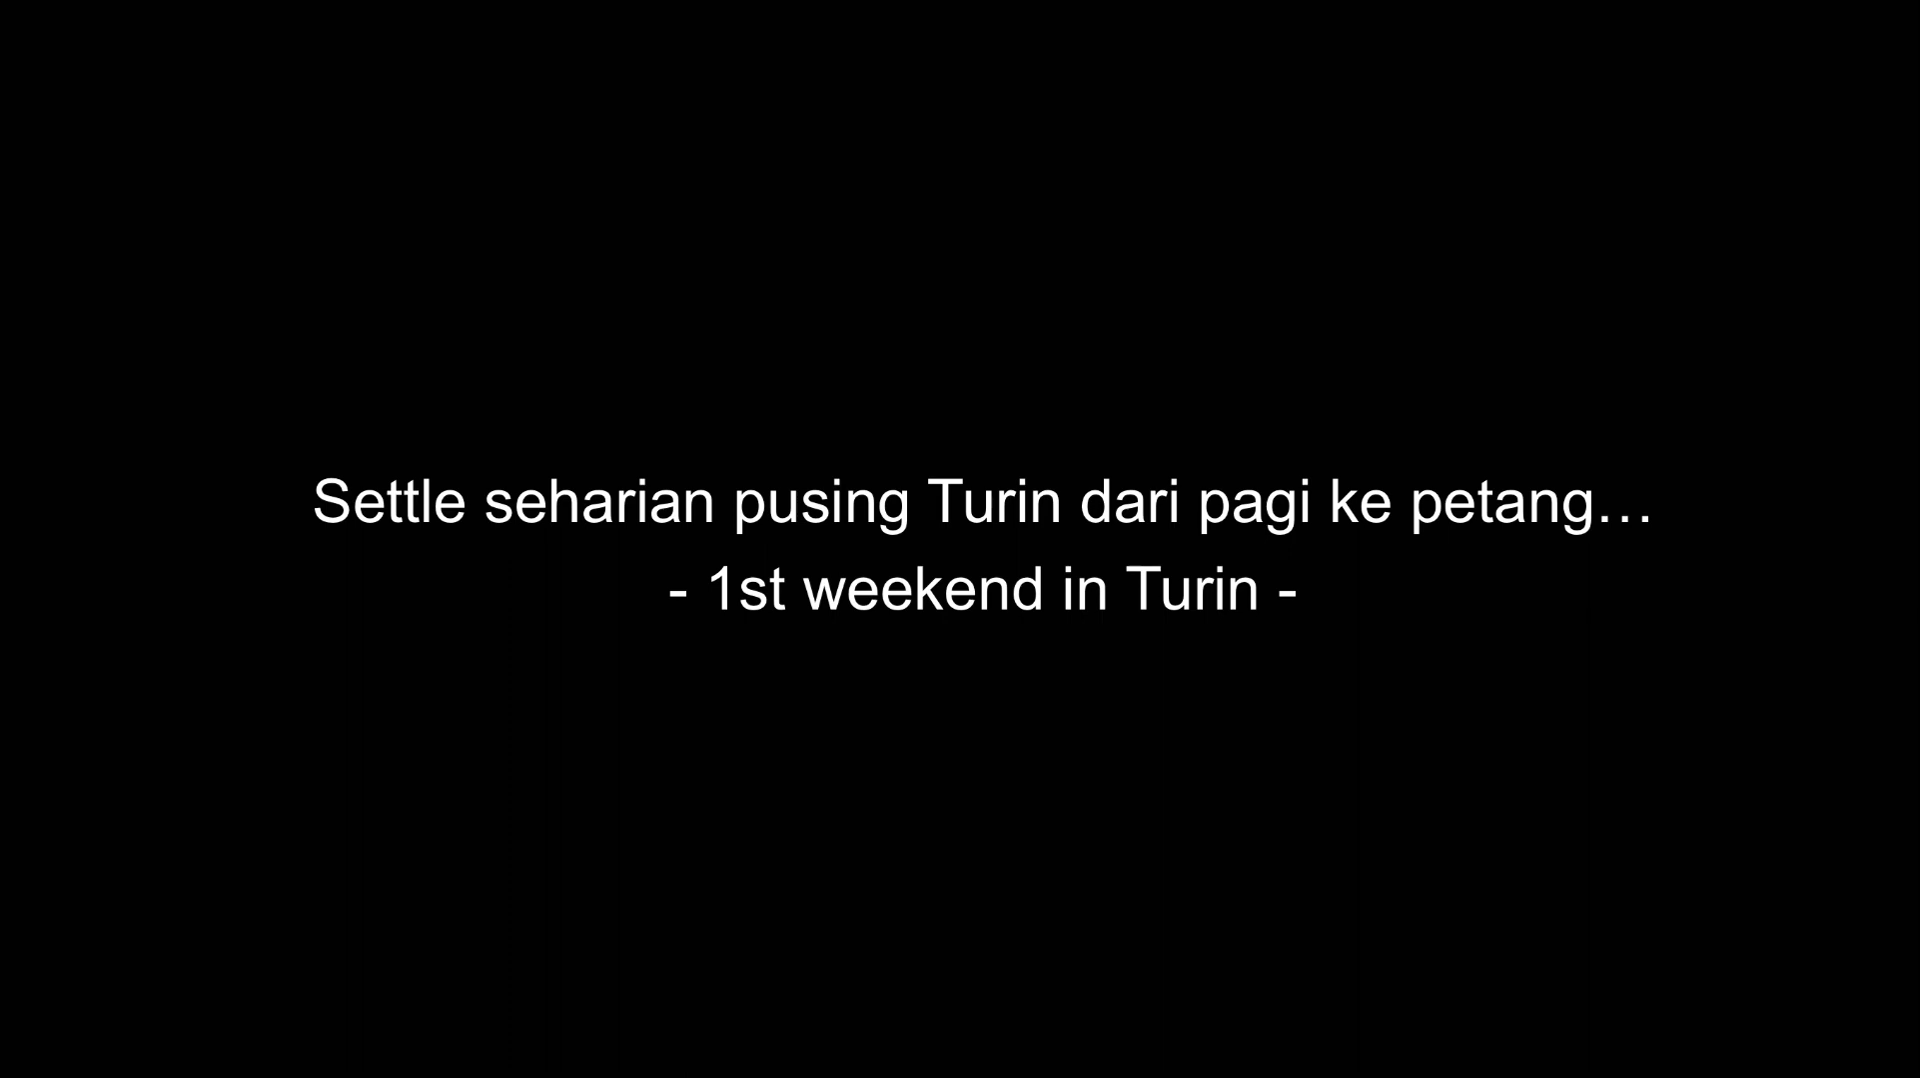 Settle seharian pusing Turin dari pagi ke petang…
- 1st weekend in Turin -